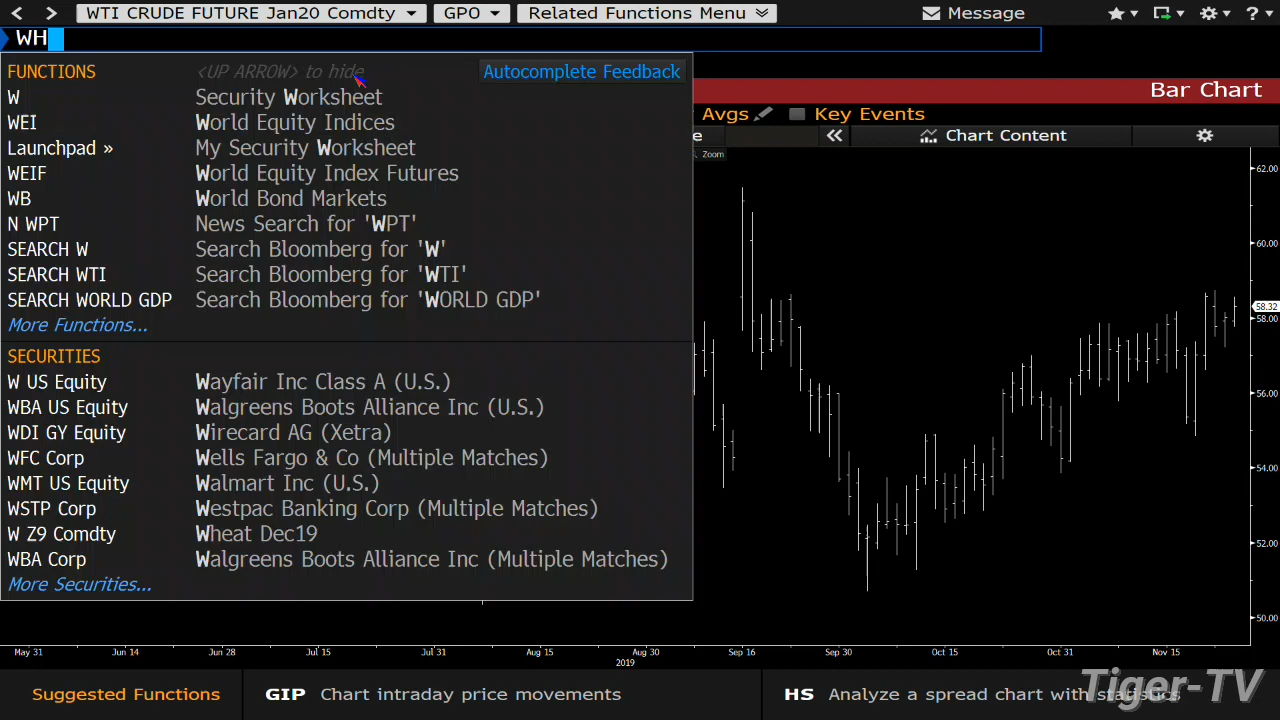 WTI CRUDE FUTURE Jan20 Comdty GPO Related Functions Menu Message ?
WH
FUNCTIONS <UP ARROW> to hide Autocomplete Feedback
W Security Worksheet
WEI World Equity Indices
Launchpad » My Security Worksheet
WEIF World Equity Index Futures
WB World Bond Markets
N WPT News Search for 'WPT'
SEARCH W Search Bloomberg for 'W'
SEARCH WTI Search Bloomberg for 'WTI'
SEARCH WORLD GDP Search Bloomberg for 'WORLD GDP'
More Functions...
SECURITIES
W US Equity Wayfair Inc Class A (U.S.)
WBA US Equity Walgreens Boots Alliance Inc (U.S.)
WDI GY Equity Wirecard AG (Xetra)
WFC Corp Wells Fargo & Co (Multiple Matches)
WMT US Equity Walmart Inc (U.S.)
WSTP Corp Westpac Banking Corp (Multiple Matches)
W Z9 Comdty Wheat Dec19
WBA Corp Walgreens Boots Alliance Inc (Multiple Matches)
More Securities...
Bar Chart
Avgs Key Events
e « Chart Content
Zoom
62.00
60.00
58.32
58.00
56.00
54.00
52.00
50.00
May 31 Jun 14 Jun 28 Jul 15 Jul 31 Aug 15 Aug 30 Sep 16 Sep 30 Oct 15 Oct 31 Nov 15
2019
Suggested Functions GIP Chart intraday price movements HS Analyze a spread chart with statistics
Tiger-TV